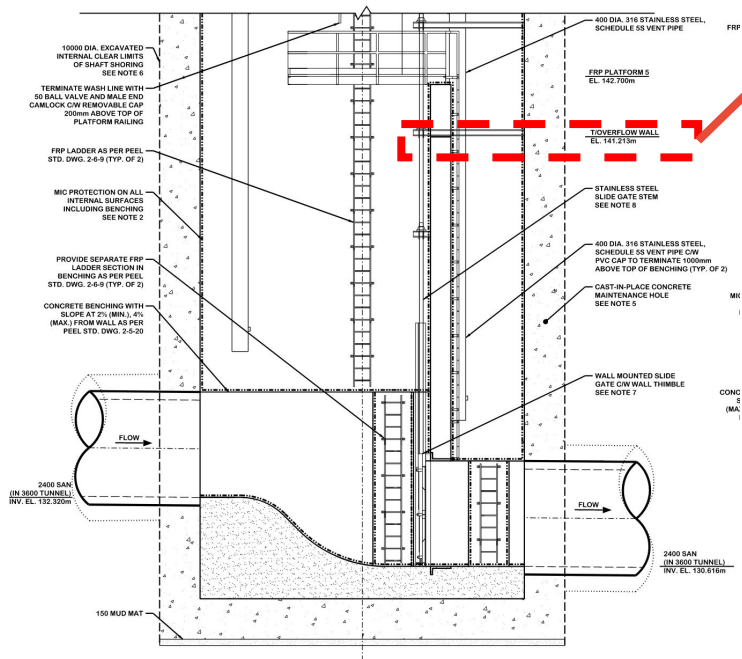 10000 DIA. EXCAVATED
INTERNAL CLEAR LIMITS
OF SHAFT SHORING
SEE NOTE 6
TERMINATE WASH LINE WITH
50 BALL VALVE AND MALE END
CAMLOCK C/W REMOVABLE CAP
200mm ABOVE TOP OF
PLATFORM RAILING
FRP LADDER AS PER PEEL
STD. DWG. 2-6-9 (TYP. OF 2)
MIC PROTECTION ON ALL
INTERNAL SURFACES
INCLUDING BENCHING
SEE NOTE 2
PROVIDE SEPARATE FRP
LADDER SECTION IN
BENCHING AS PER PEEL
STD. DWG. 2-6-9 (TYP. OF 2)
CONCRETE BENCHING WITH
SLOPE AT 2% (MIN.), 4%
(MAX.) FROM WALL AS PER
PEEL STD. DWG. 2-5-20
FLOW
2400 SAN
(IN 3600 TUNNEL)
INV. EL. 132.320m
150 MUD MAT
400 DIA. 316 STAINLESS STEEL,
SCHEDULE 5S VENT PIPE
FRP PLATFORM 5
EL. 142.700m
T/OVERFLOW WALL
EL. 141.213m
STAINLESS STEEL
SLIDE GATE STEM
SEE NOTE 8
400 DIA. 316 STAINLESS STEEL,
SCHEDULE 5S VENT PIPE C/W
PVC CAP TO TERMINATE 1000mm
ABOVE TOP OF BENCHING (TYP. OF 2)
CAST-IN-PLACE CONCRETE
MAINTENANCE HOLE
SEE NOTE 5
WALL MOUNTED SLIDE
GATE C/W WALL THIMBLE
SEE NOTE 7
FLOW
2400 SAN
(IN 3600 TUNNEL)
INV. EL. 130.616m
FRP
MIC
CONC
S
(MA